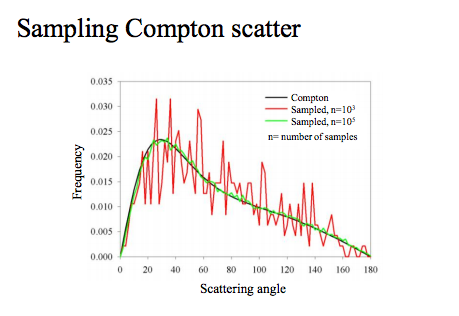 Sampling Compton scatter
0.035
0.030
0.025
0.020
0.015
0.010
0.005
0.000
Frequency
Compton
Sampled, n=10³
Sampled, n=10⁵
n= number of samples
0 20 40 60 80 100 120 140 160 180
Scattering angle